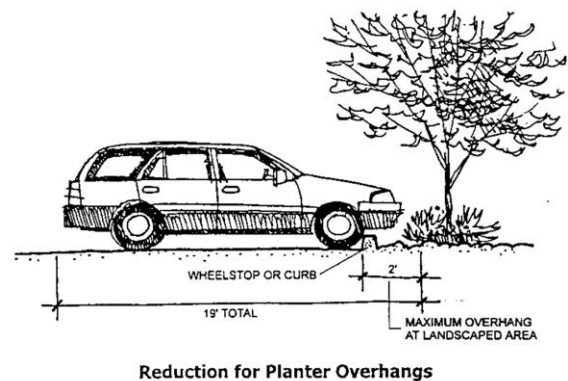 WHEELSTOP OR CURB
2'
19' TOTAL
MAXIMUM OVERHANG
AT LANDSCAPED AREA
Reduction for Planter Overhangs